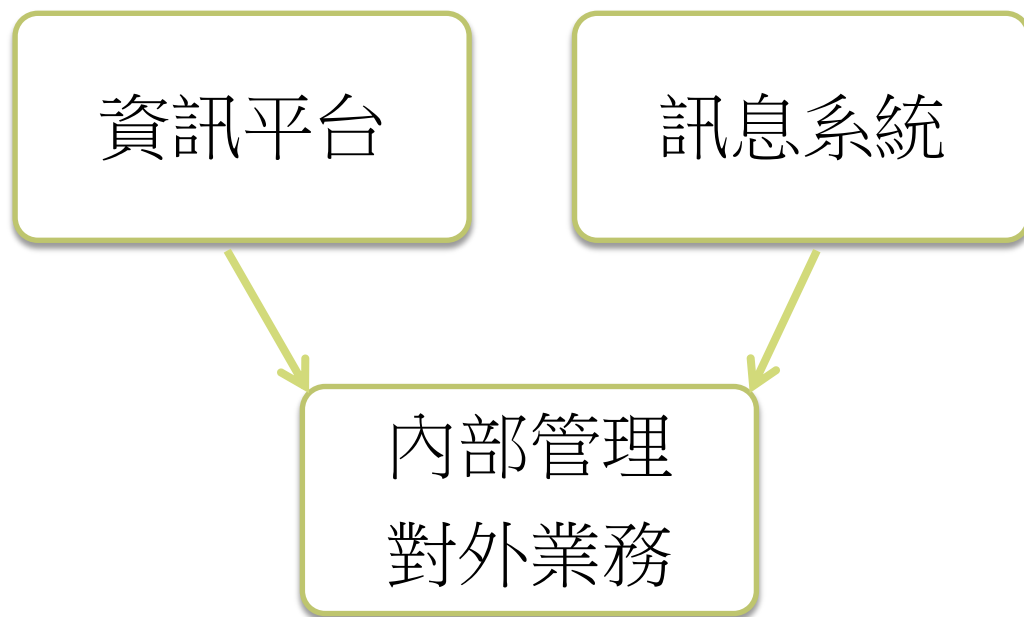 資訊平台
訊息系統
內部管理
對外業務